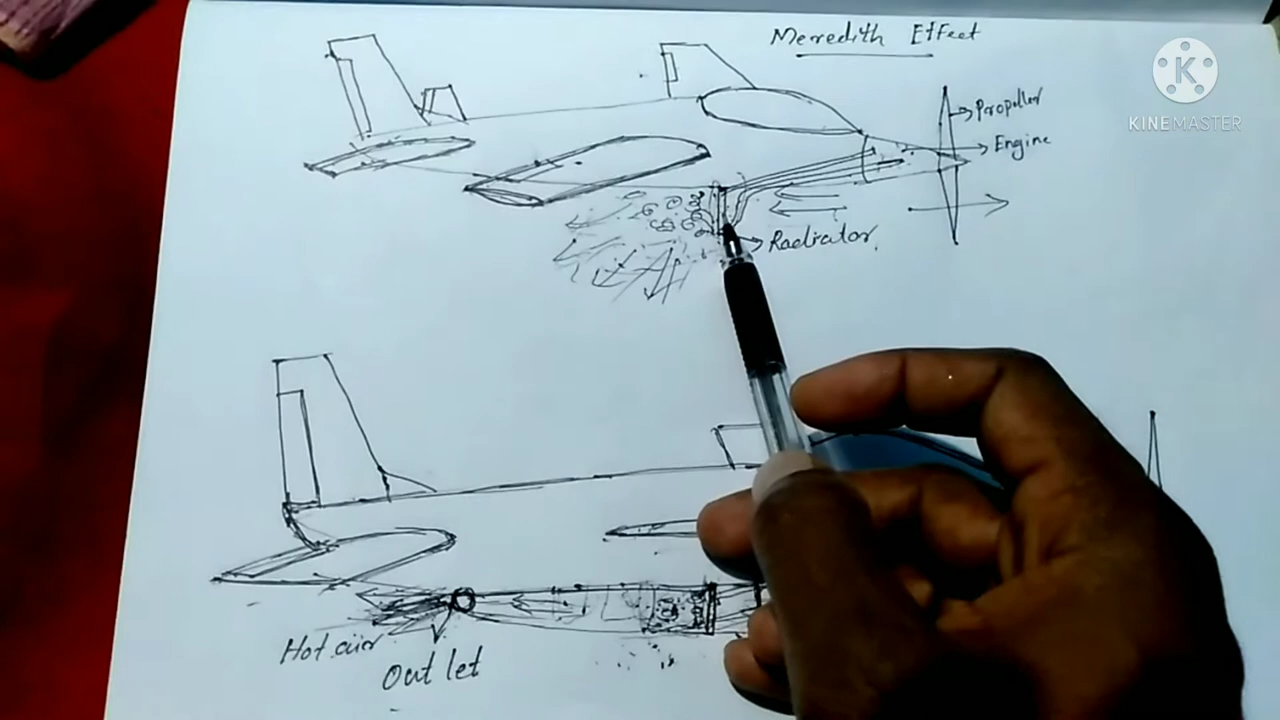 Meredith Effect
K
KINEMASTER
Propeller
Engine
Radiator.
Hot air
Out let